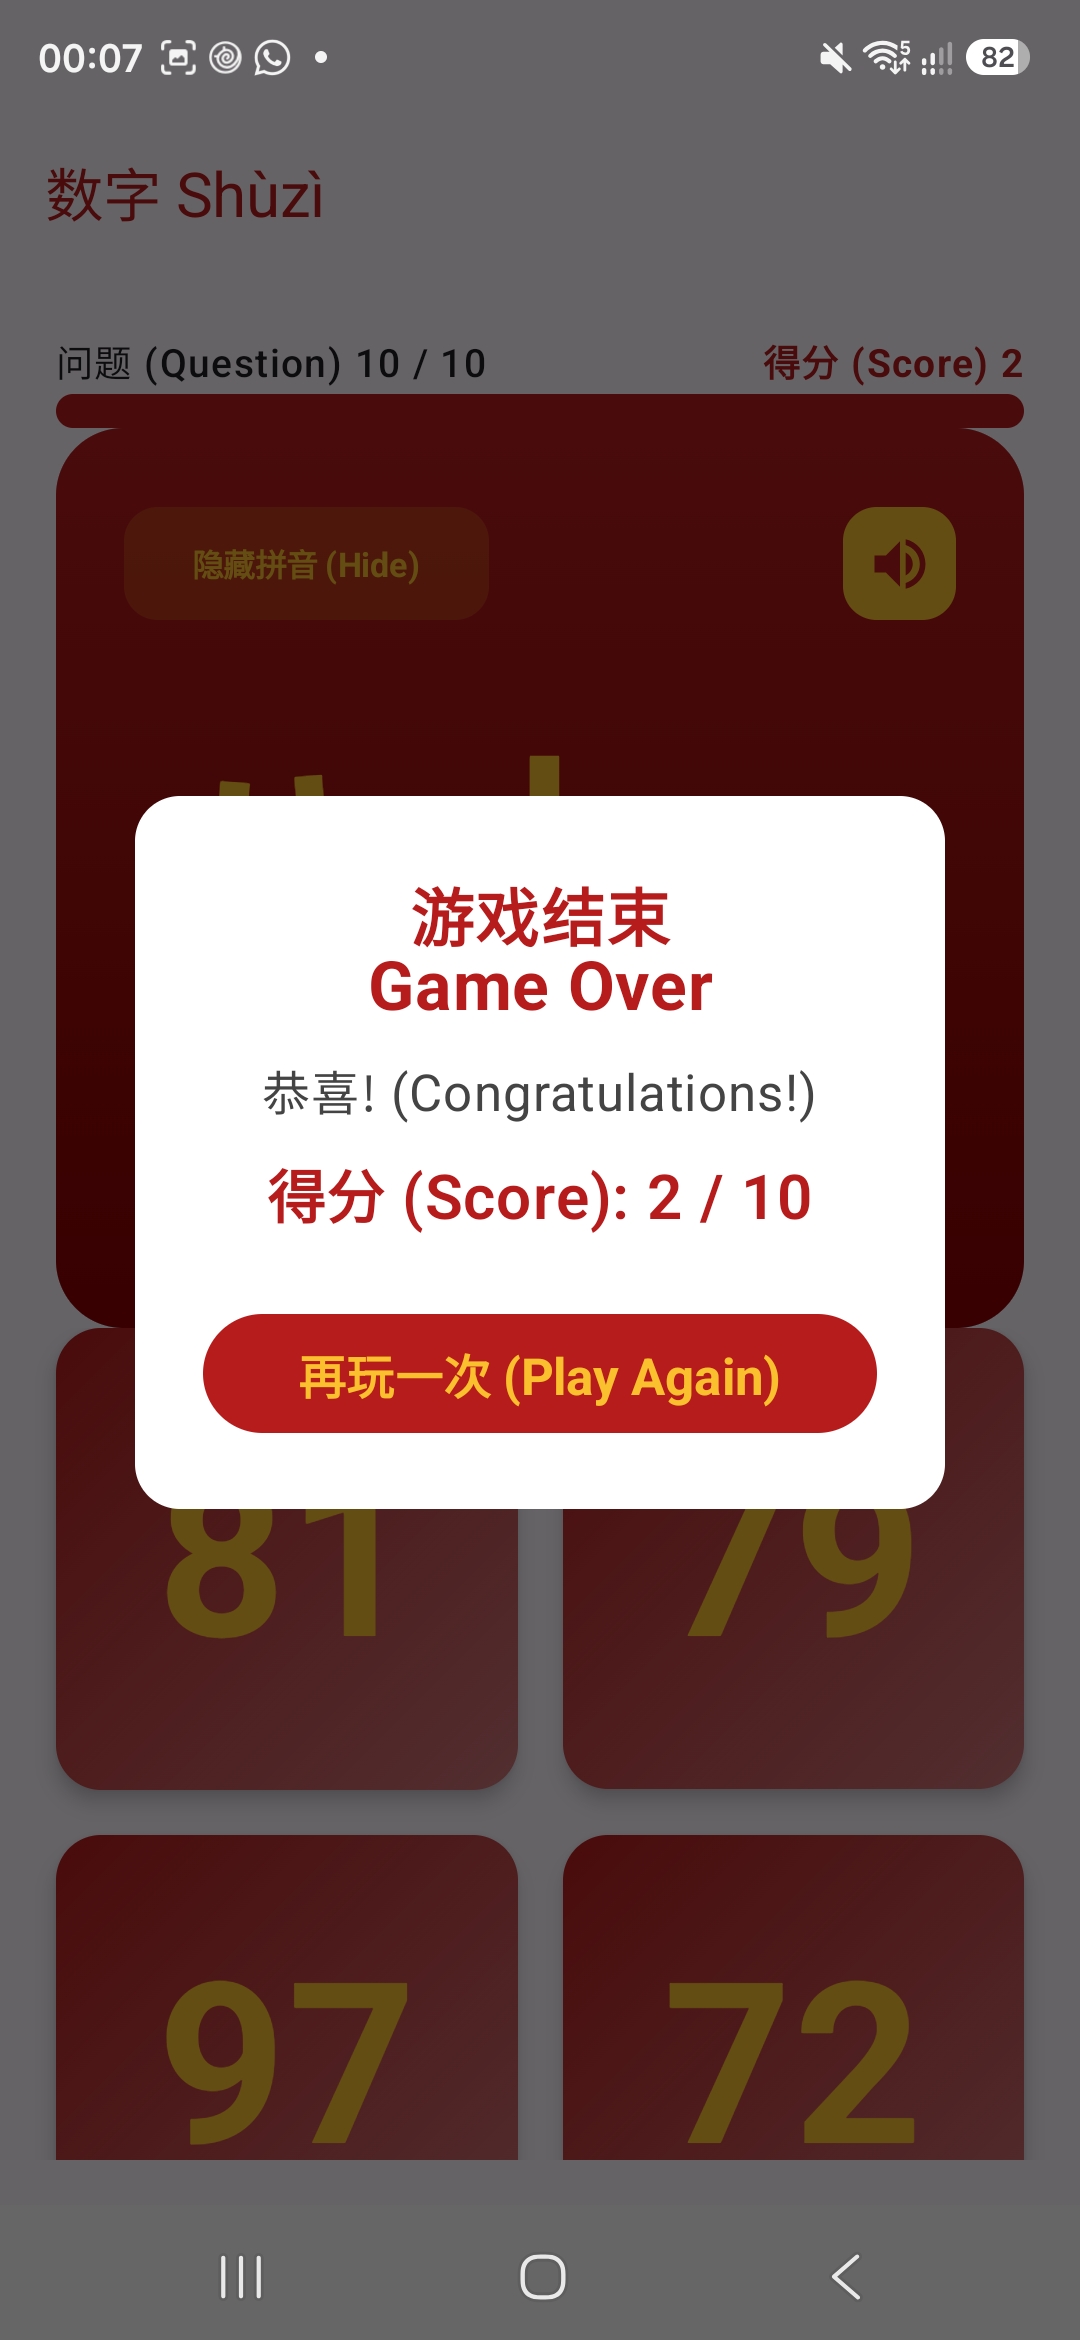 00:07
5
82
数字 Shùzì
问题 (Question) 10 / 10
得分 (Score) 2
隐藏拼音 (Hide)
游戏结束
Game Over
恭喜! (Congratulations!)
得分 (Score): 2 / 10
再玩一次 (Play Again)
81
79
97
72